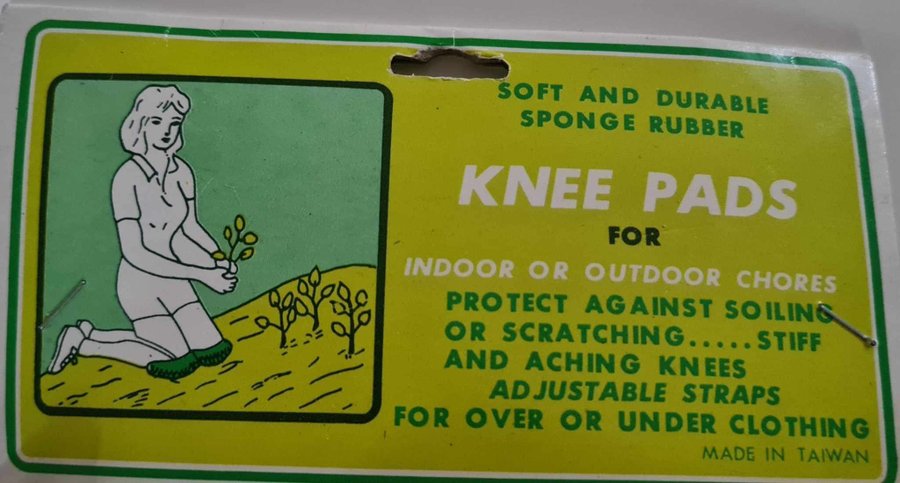 SOFT AND DURABLE
SPONGE RUBBER
KNEE PADS
FOR
INDOOR OR OUTDOOR CHORES
PROTECT AGAINST SOILING
OR SCRATCHING.....STIFF
AND ACHING KNEES
ADJUSTABLE STRAPS
FOR OVER OR UNDER CLOTHING
MADE IN TAIWAN